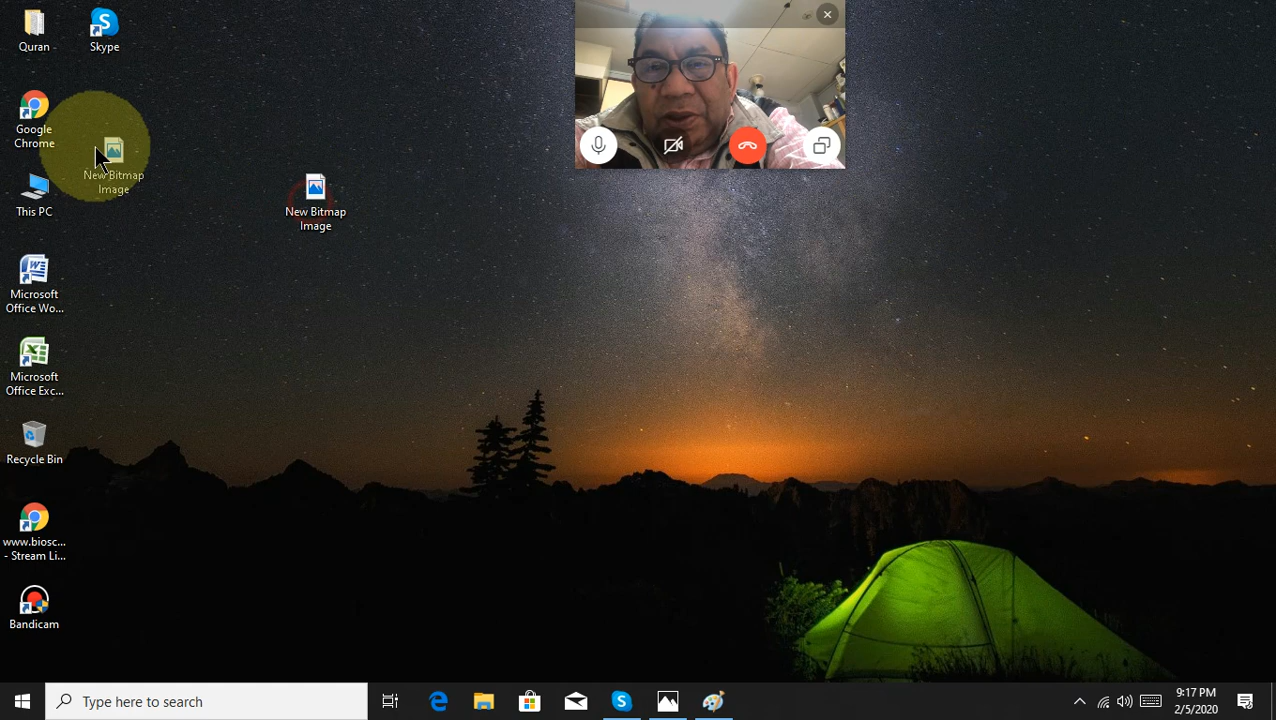 Quran
Skype
Google
Chrome
New Bitmap
Image
This PC
New Bitmap
Image
Microsoft
Office Wo...
Microsoft
Office Exc...
Recycle Bin
www.biosc...
- Stream Li...
Bandicam
Type here to search
9:17 PM
2/5/2020